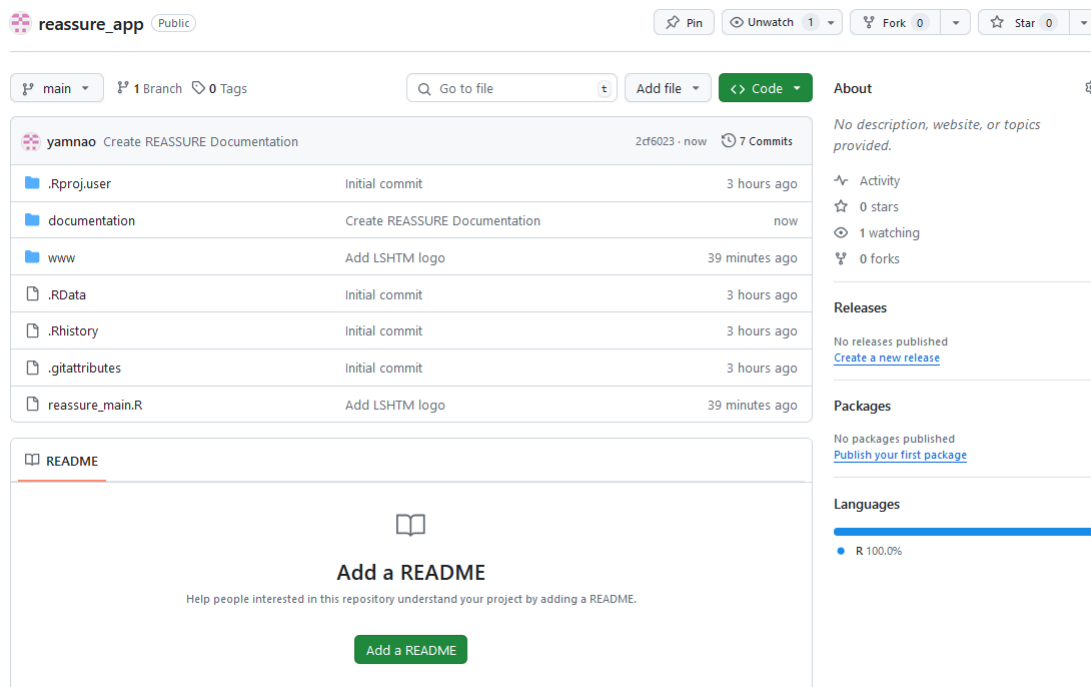 reassure_app Public Pin Unwatch 1 Fork 0 Star 0
main 1 Branch 0 Tags Go to file t Add file <> Code
yamnao Create REASSURE Documentation 2cf6023 · now 7 Commits
.Rproj.user Initial commit 3 hours ago
documentation Create REASSURE Documentation now
www Add LSHTM logo 39 minutes ago
.RData Initial commit 3 hours ago
.Rhistory Initial commit 3 hours ago
.gitattributes Initial commit 3 hours ago
reassure_main.R Add LSHTM logo 39 minutes ago
README
Add a README
Help people interested in this repository understand your project by adding a README.
Add a README
About
No description, website, or topics
provided.
Activity
0 stars
1 watching
0 forks
Releases
No releases published
Create a new release
Packages
No packages published
Publish your first package
Languages
R 100.0%